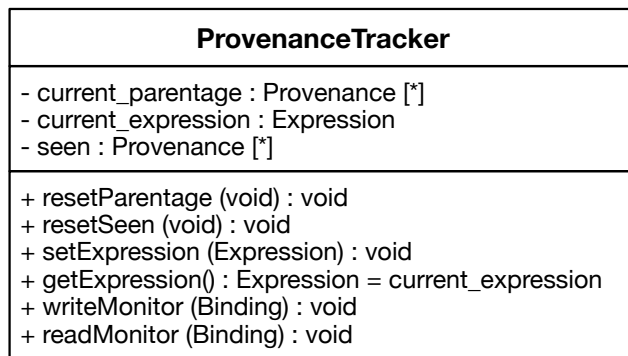 ProvenanceTracker
- current_parentage : Provenance [*]
- current_expression : Expression
- seen : Provenance [*]
+ resetParentage (void) : void
+ resetSeen (void) : void
+ setExpression (Expression) : void
+ getExpression() : Expression = current_expression
+ writeMonitor (Binding) : void
+ readMonitor (Binding) : void